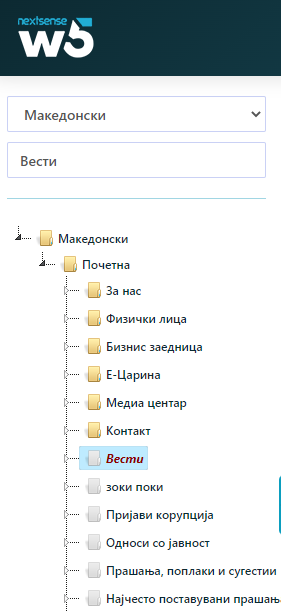 nextsense
w5
Македонски
Вести
Македонски
Почетна
За нас
Физички лица
Бизнис заедница
Е-Царина
Медиа центар
Контакт
Вести
зоки поки
Пријави корупција
Односи со јавност
Прашања, поплаки и сугестии
Најчесто поставувани прашањ